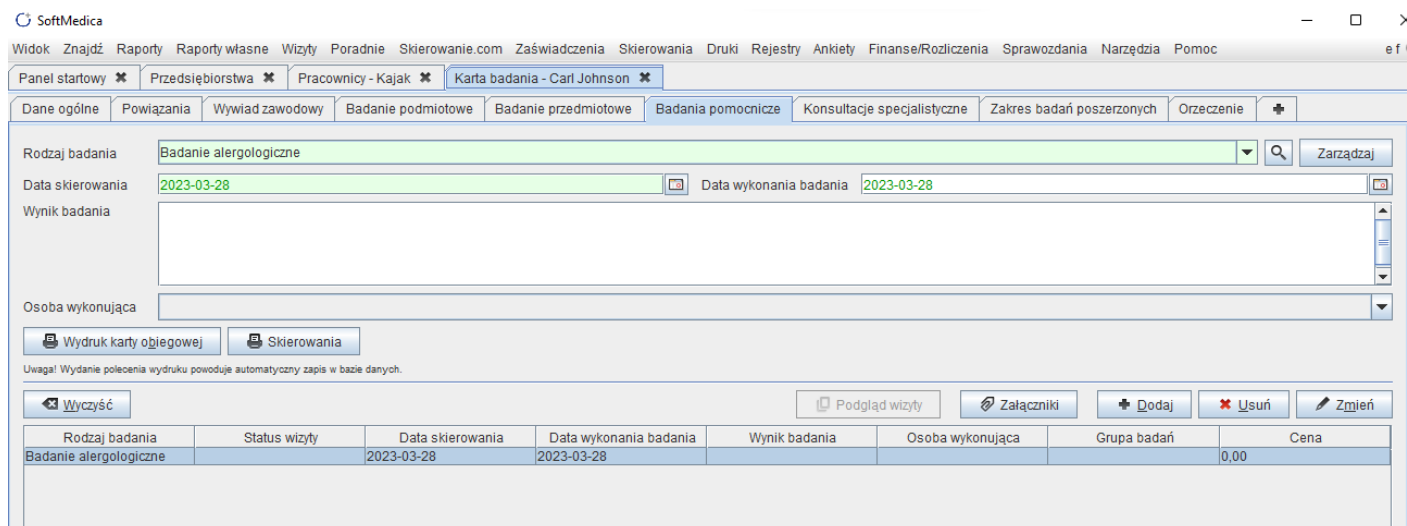 SoftMedica
Widok Znajdź Raporty Raporty własne Wizyty Poradnie Skierowanie.com Zaświadczenia Skierowania Druki Rejestry Ankiety Finanse/Rozliczenia Sprawozdania Narzędzia Pomoc e f
Panel startowy Przedsiębiorstwa Pracownicy - Kajak Karta badania - Carl Johnson
Dane ogólne Powiązania Wywiad zawodowy Badanie podmiotowe Badanie przedmiotowe Badania pomocnicze Konsultacje specjalistyczne Zakres badań poszerzonych Orzeczenie
Rodzaj badania Badanie alergologiczne Zarządzaj
Data skierowania 2023-03-28 Data wykonania badania 2023-03-28
Wynik badania
Osoba wykonująca
Wydruk karty obiegowej Skierowania
Uwaga! Wydanie polecenia wydruku powoduje automatyczny zapis w bazie danych.
Wyczyść Podgląd wizyty Załączniki Dodaj Usuń Zmień
Rodzaj badania Status wizyty Data skierowania Data wykonania badania Wynik badania Osoba wykonująca Grupa badań Cena
Badanie alergologiczne 2023-03-28 2023-03-28 0,00